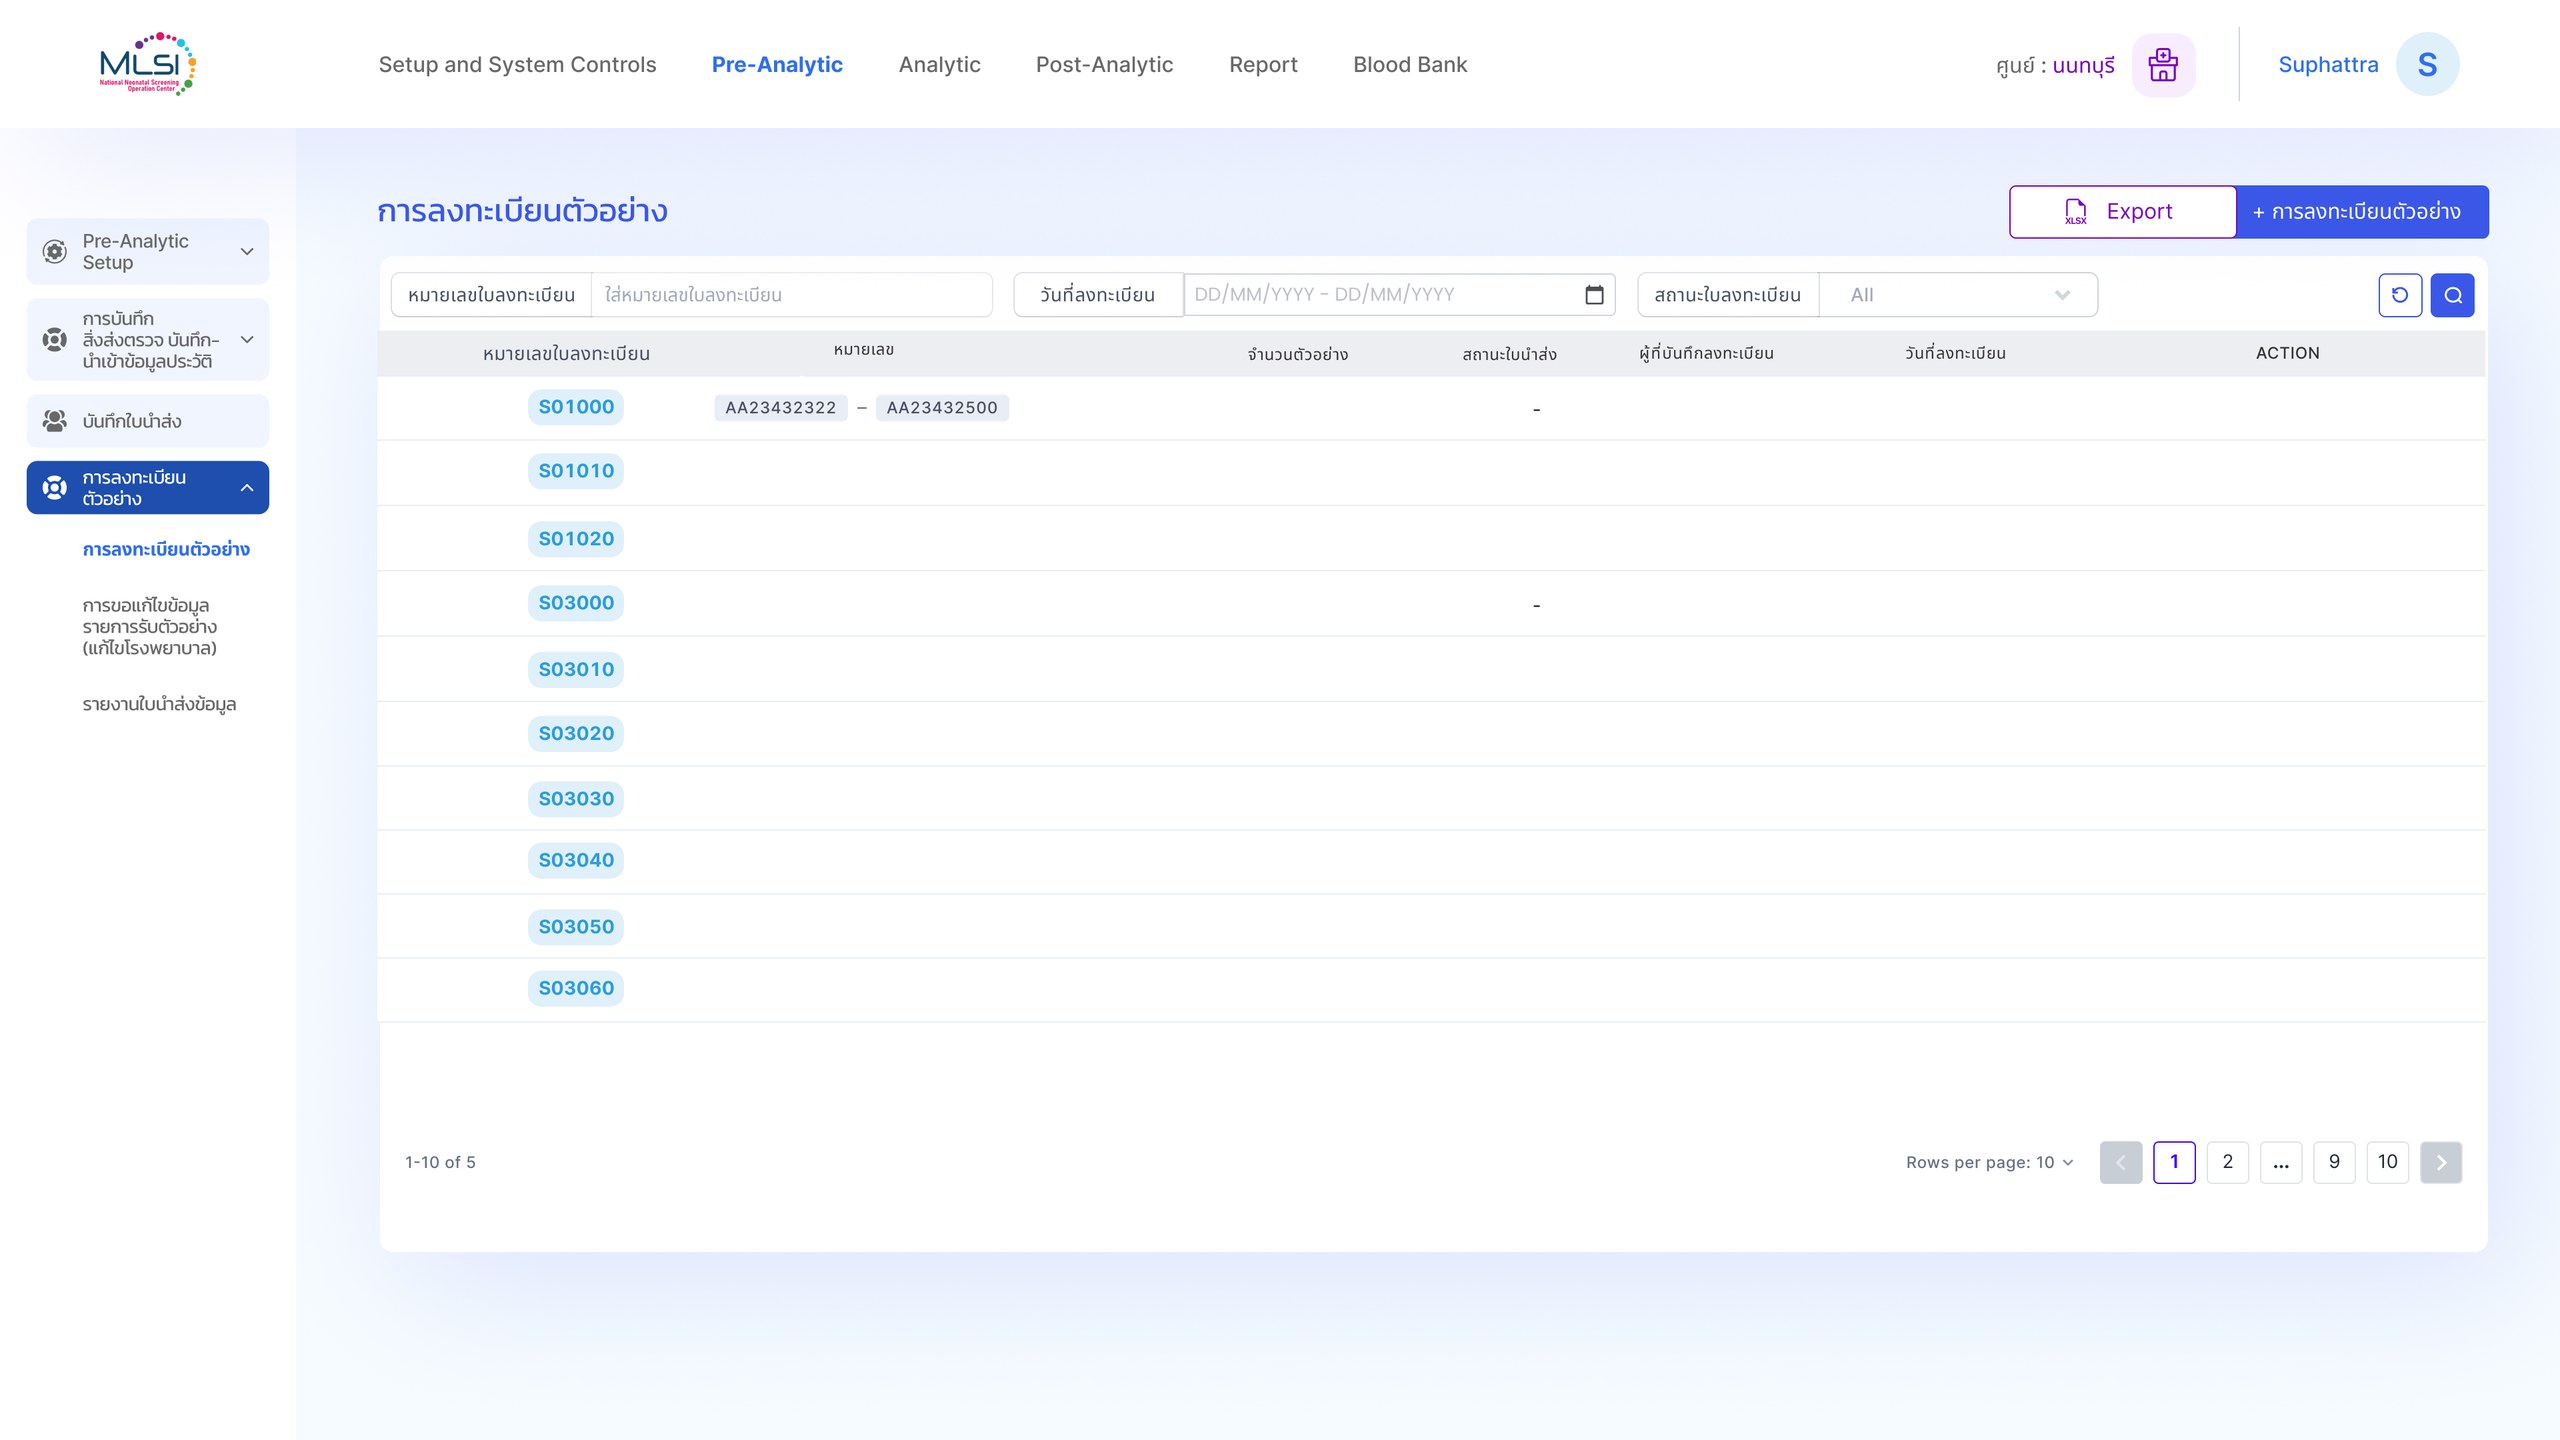 MLSI
National Neonatal Screening
Operation Center
Setup and System Controls
Pre-Analytic
Analytic
Post-Analytic
Report
Blood Bank
ศูนย์ : นนทบุรี
Suphattra
S
Pre-Analytic
Setup
การบันทึก
สิ่งส่งตรวจ บันทึก-
นำเข้าข้อมูลประวัติ
บันทึกใบนำส่ง
การลงทะเบียน
ตัวอย่าง
การลงทะเบียนตัวอย่าง
การขอแก้ไขข้อมูล
รายการรับตัวอย่าง
(แก้ไขโรงพยาบาล)
รายงานใบนำส่งข้อมูล
การลงทะเบียนตัวอย่าง
XLSX
Export
+ การลงทะเบียนตัวอย่าง
หมายเลขใบลงทะเบียน
ใส่หมายเลขใบลงทะเบียน
วันที่ลงทะเบียน
DD/MM/YYYY - DD/MM/YYYY
สถานะใบลงทะเบียน
All
หมายเลขใบลงทะเบียน
หมายเลข
จำนวนตัวอย่าง
สถานะใบนำส่ง
ผู้ที่บันทึกลงทะเบียน
วันที่ลงทะเบียน
ACTION
S01000
AA23432322 – AA23432500
-
S01010
S01020
S03000
-
S03010
S03020
S03030
S03040
S03050
S03060
1-10 of 5
Rows per page: 10
1
2
...
9
10